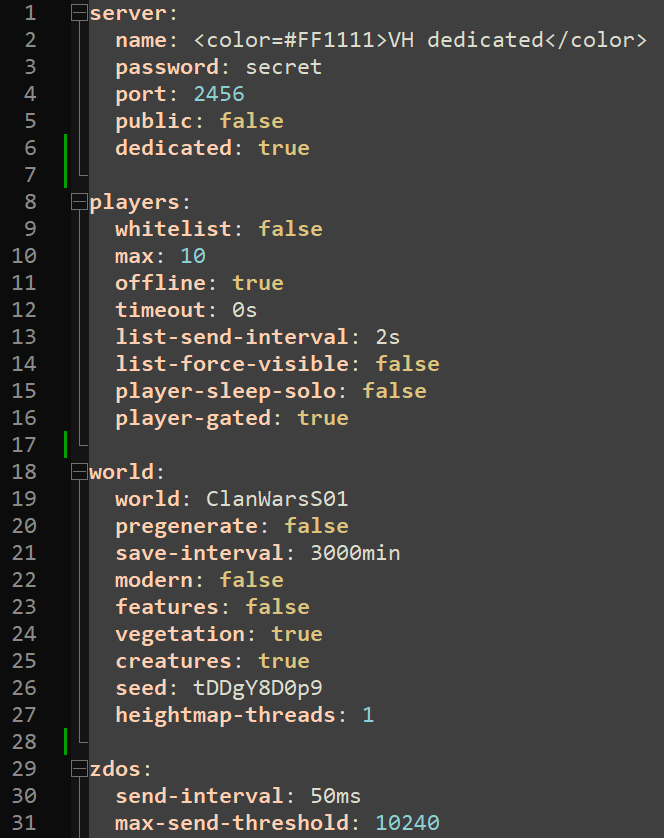 1 server:
2   name: <color=#FF1111>VH dedicated</color>
3   password: secret
4   port: 2456
5   public: false
6   dedicated: true
7
8 players:
9   whitelist: false
10   max: 10
11   offline: true
12   timeout: 0s
13   list-send-interval: 2s
14   list-force-visible: false
15   player-sleep-solo: false
16   player-gated: true
17
18 world:
19   world: ClanWarsS01
20   pregenerate: false
21   save-interval: 3000min
22   modern: false
23   features: false
24   vegetation: true
25   creatures: true
26   seed: tDDgY8D0p9
27   heightmap-threads: 1
28
29 zdos:
30   send-interval: 50ms
31   max-send-threshold: 10240